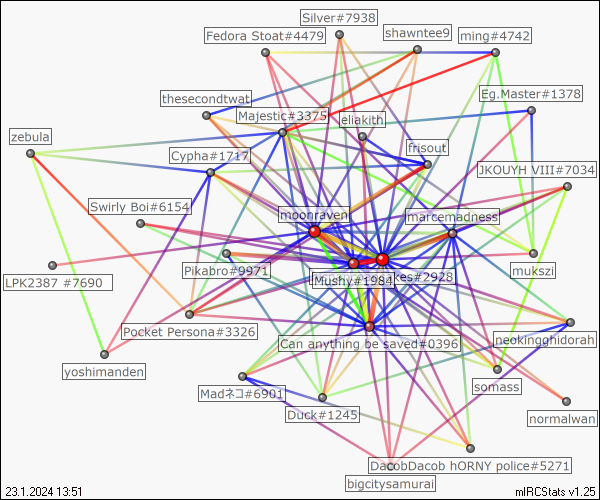 Silver#7938
Fedora Stoat#4479
shawntee9
ming#4742
Eg.Master#1378
thesecondtwat
Majestic#3375
eliakith
zebula
frisout
Cypha#1717
JKOUYH VIII#7034
Swirly Boi#6154
moonraven
marcemadness
LPK2387 #7690
Pikabro#9971
Mushy#1984
kes#2928
mukszi
Pocket Persona#3326
Can anything be saved#0396
neokingghidorah
yoshimanden
Madネコ#6901
somass
Duck#1245
normalwan
DacobDacob hORNY police#5271
bigcitysamurai
23.1.2024 13:51
mIRCStats v1.25